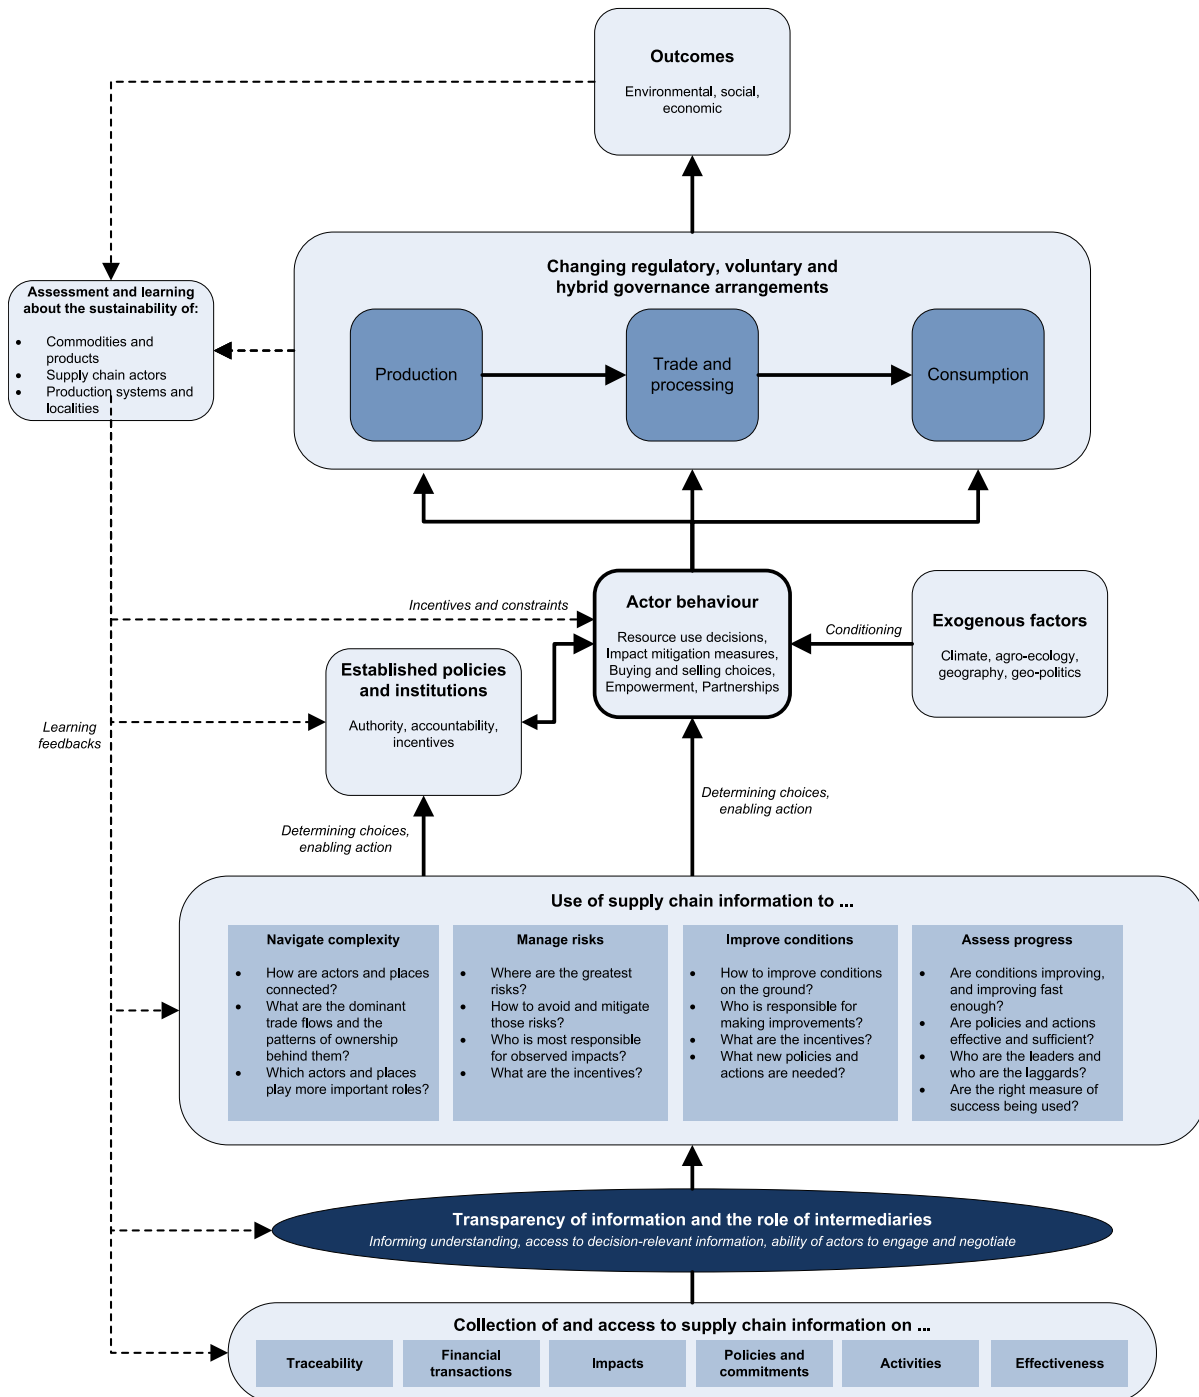 Outcomes
Environmental, social,
economic
Changing regulatory, voluntary and
hybrid governance arrangements
Production
Trade and
processing
Consumption
Assessment and learning
about the sustainability of:
• Commodities and
products
• Supply chain actors
• Production systems and
localities
Incentives and constraints
Actor behaviour
Resource use decisions,
Impact mitigation measures,
Buying and selling choices,
Empowerment, Partnerships
Conditioning
Exogenous factors
Climate, agro-ecology,
geography, geo-politics
Established policies
and institutions
Authority, accountability,
incentives
Learning
feedbacks
Determining choices,
enabling action
Determining choices,
enabling action
Use of supply chain information to ...
Navigate complexity
• How are actors and places
connected?
• What are the dominant
trade flows and the
patterns of ownership
behind them?
• Which actors and places
play more important roles?
Manage risks
• Where are the greatest
risks?
• How to avoid and mitigate
those risks?
• Who is most responsible
for observed impacts?
• What are the incentives?
Improve conditions
• How to improve conditions
on the ground?
• Who is responsible for
making improvements?
• What are the incentives?
• What new policies and
actions are needed?
Assess progress
• Are conditions improving,
and improving fast
enough?
• Are policies and actions
effective and sufficient?
• Who are the leaders and
who are the laggards?
• Are the right measure of
success being used?
Transparency of information and the role of intermediaries
Informing understanding, access to decision-relevant information, ability of actors to engage and negotiate
Collection of and access to supply chain information on ...
Traceability
Financial
transactions
Impacts
Policies and
commitments
Activities
Effectiveness